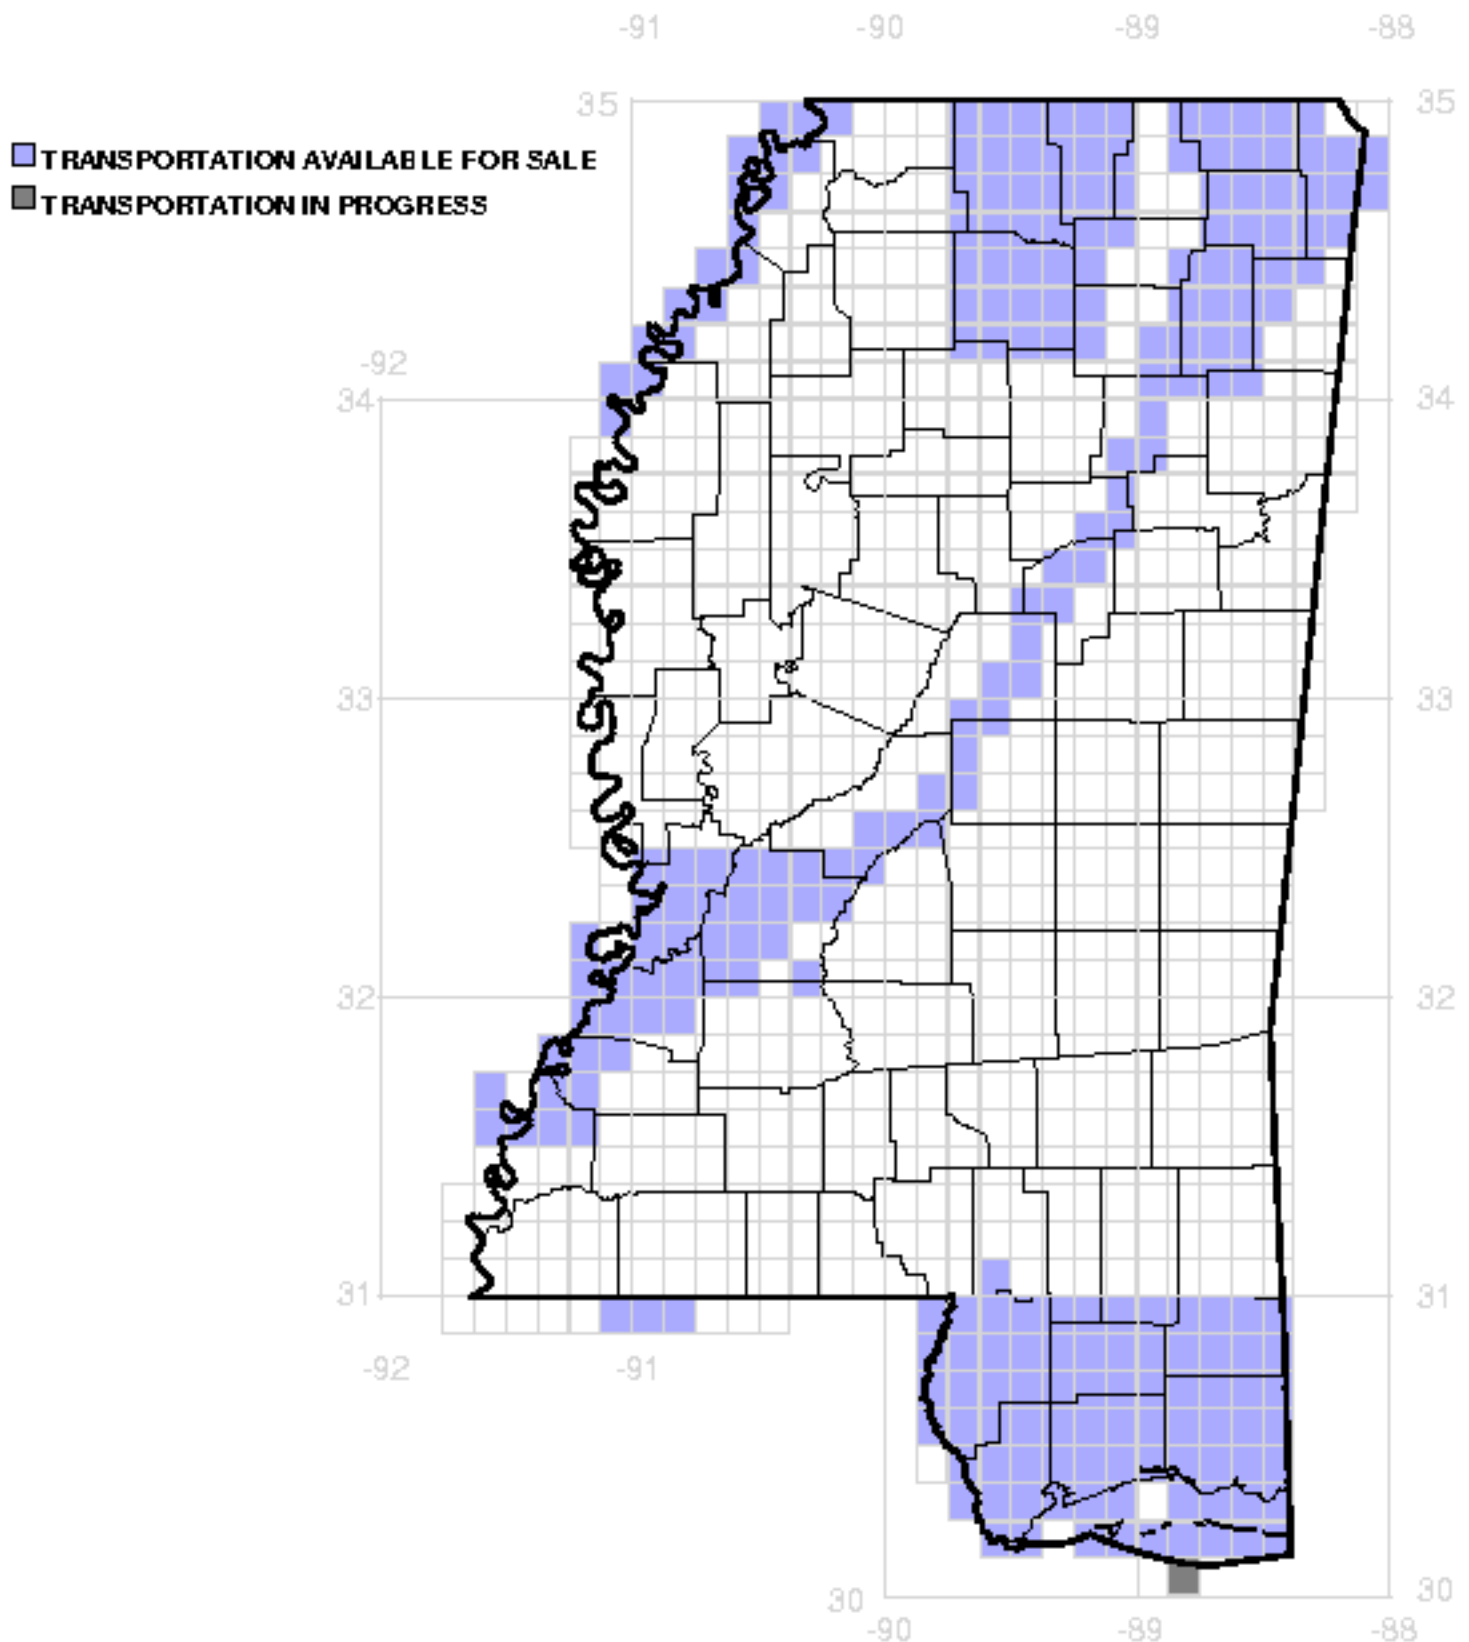 -91 -90 -89 -88
35 35
TRANSPORTATION AVAILABLE FOR SALE
TRANSPORTATION IN PROGRESS
-92
34 34
33 33
32 32
31 31
-92 -91
30 30
-90 -89 -88